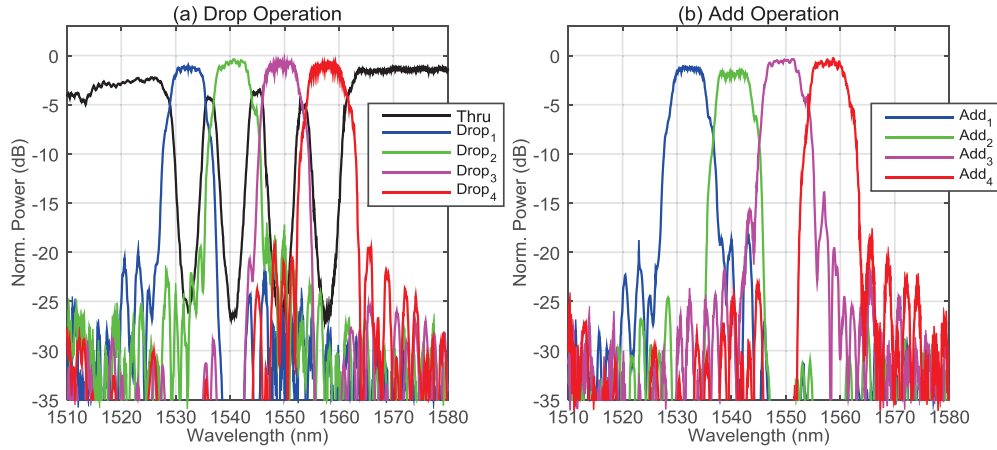 (a) Drop Operation
0
-5
-10
-15
-20
-25
-30
-35
Norm. Power (dB)
1510 1520 1530 1540 1550 1560 1570 1580
Wavelength (nm)
Thru
Drop1
Drop2
Drop3
Drop4
(b) Add Operation
0
-5
-10
-15
-20
-25
-30
-35
Norm. Power (dB)
1510 1520 1530 1540 1550 1560 1570 1580
Wavelength (nm)
Add1
Add2
Add3
Add4